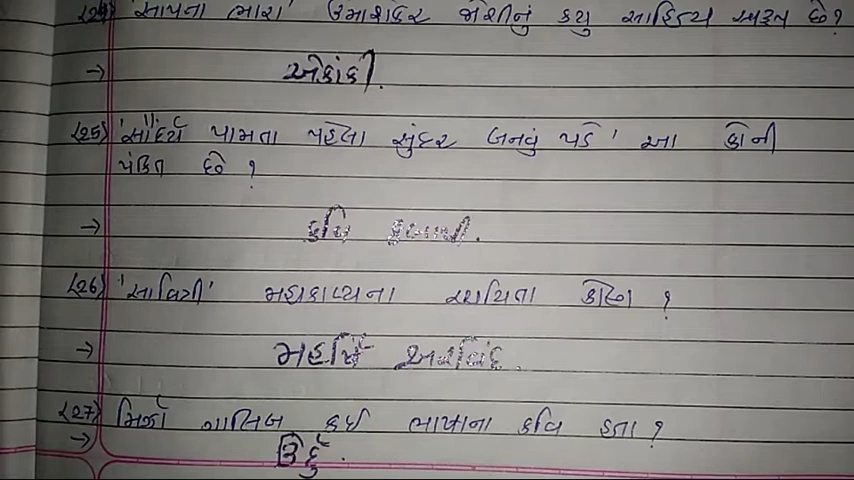 (24) 'સાપના ભારા' ઉમાશંકર જોશીનું કયુ સાહિત્ય સ્વરૂપ છે?
→ એકાંકી.
(25) 'સૌંદર્ય પામતા પહેલા સુંદર બનવું પડે' આ કોની
પંક્તિ છે ?
→ કવિ કલાપી.
(26) 'સાવિત્રી' મહાકાવ્યના રચયિતા કોણ ?
→ મહર્ષિ અરવિંદ.
(27) મિર્જા ગાલિબ કઈ ભાષાના કવિ હતા ?
→ ઉર્દુ.